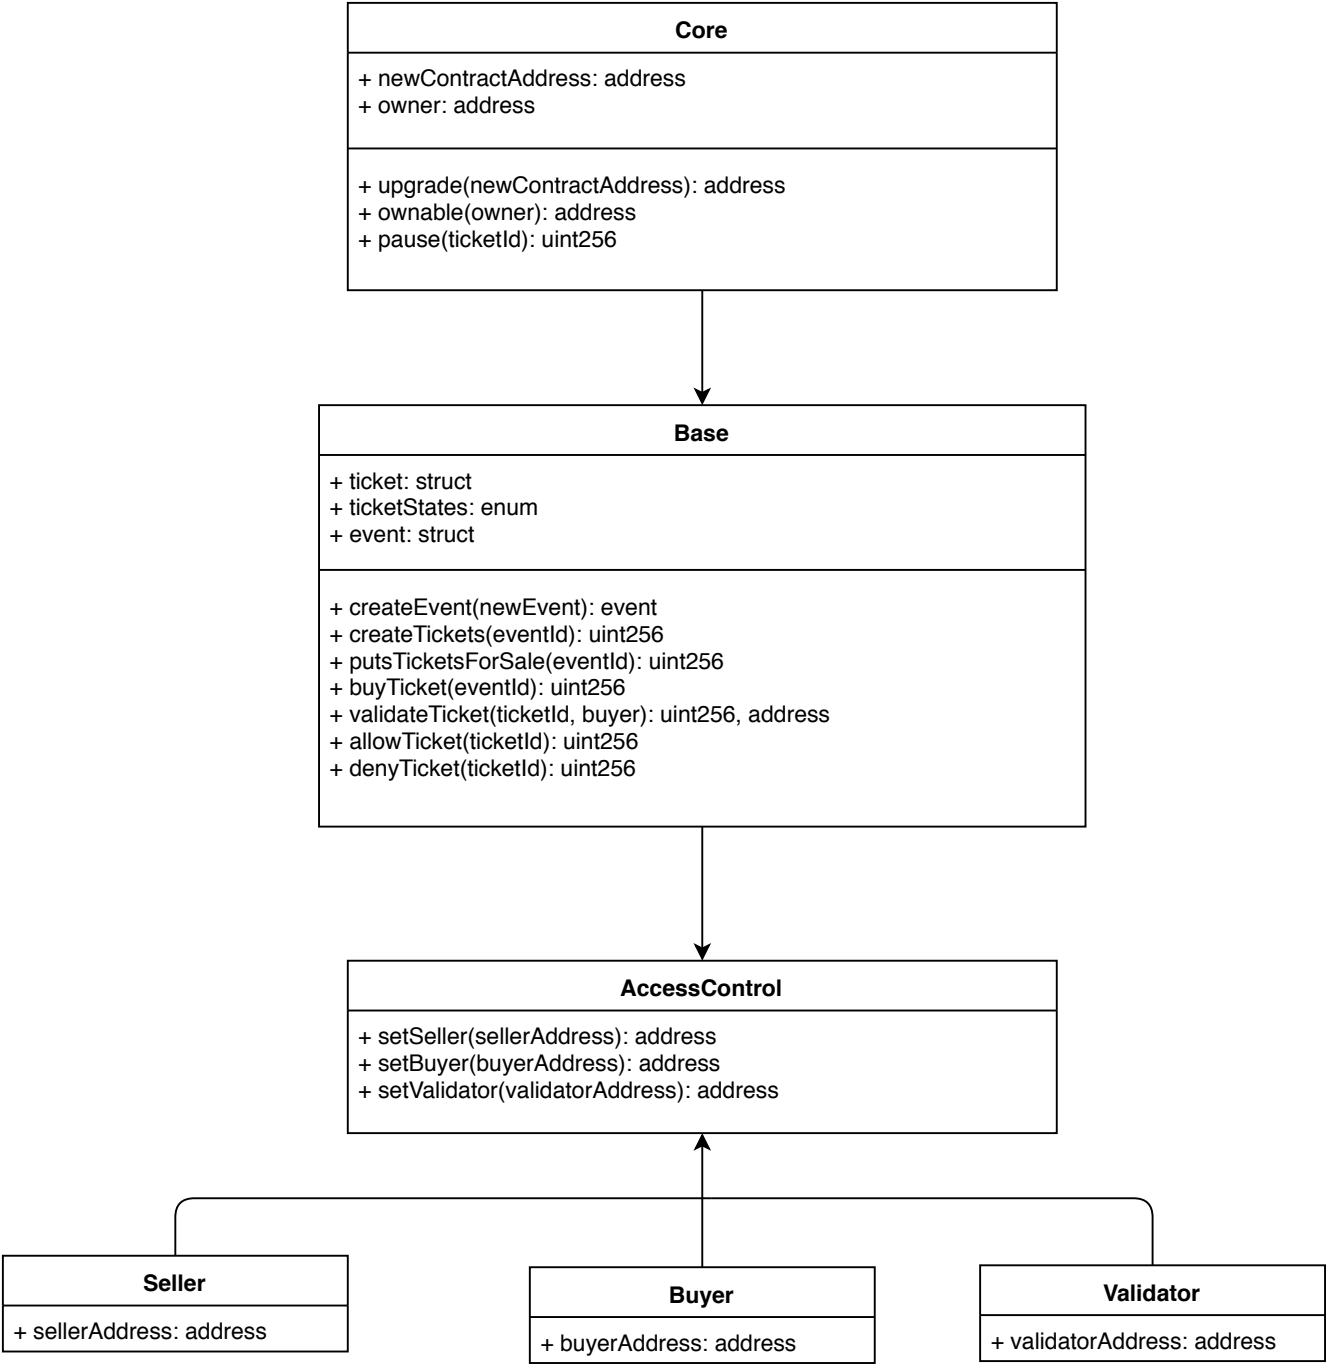 Core
+ newContractAddress: address
+ owner: address
+ upgrade(newContractAddress): address
+ ownable(owner): address
+ pause(ticketId): uint256
Base
+ ticket: struct
+ ticketStates: enum
+ event: struct
+ createEvent(newEvent): event
+ createTickets(eventId): uint256
+ putsTicketsForSale(eventId): uint256
+ buyTicket(eventId): uint256
+ validateTicket(ticketId, buyer): uint256, address
+ allowTicket(ticketId): uint256
+ denyTicket(ticketId): uint256
AccessControl
+ setSeller(sellerAddress): address
+ setBuyer(buyerAddress): address
+ setValidator(validatorAddress): address
Seller
+ sellerAddress: address
Buyer
+ buyerAddress: address
Validator
+ validatorAddress: address